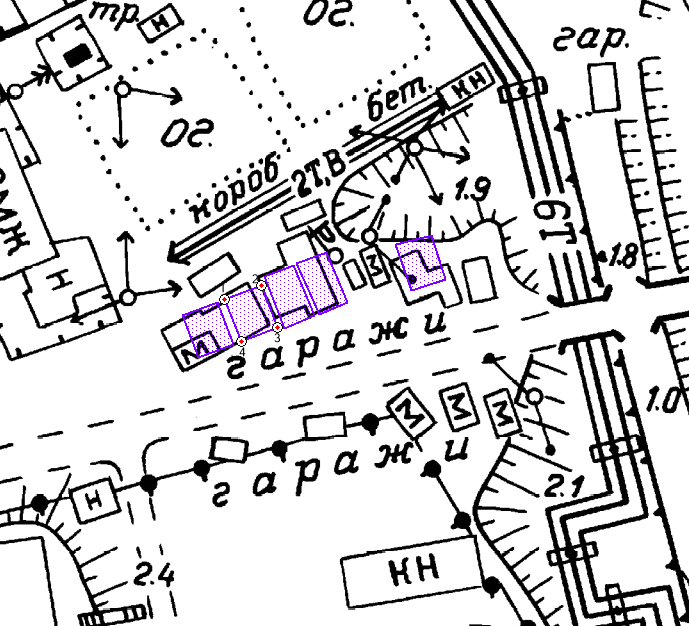 тр.
Н
ОГ.
гар.
бет.
КН
ОГ.
2Т,В
короб
1.9
6Т
МЖ
Н
1.8
М
1
2
М
3
4
гаражи
1.0
М
М
М
гаражи
Н
2.1
2.4
КН